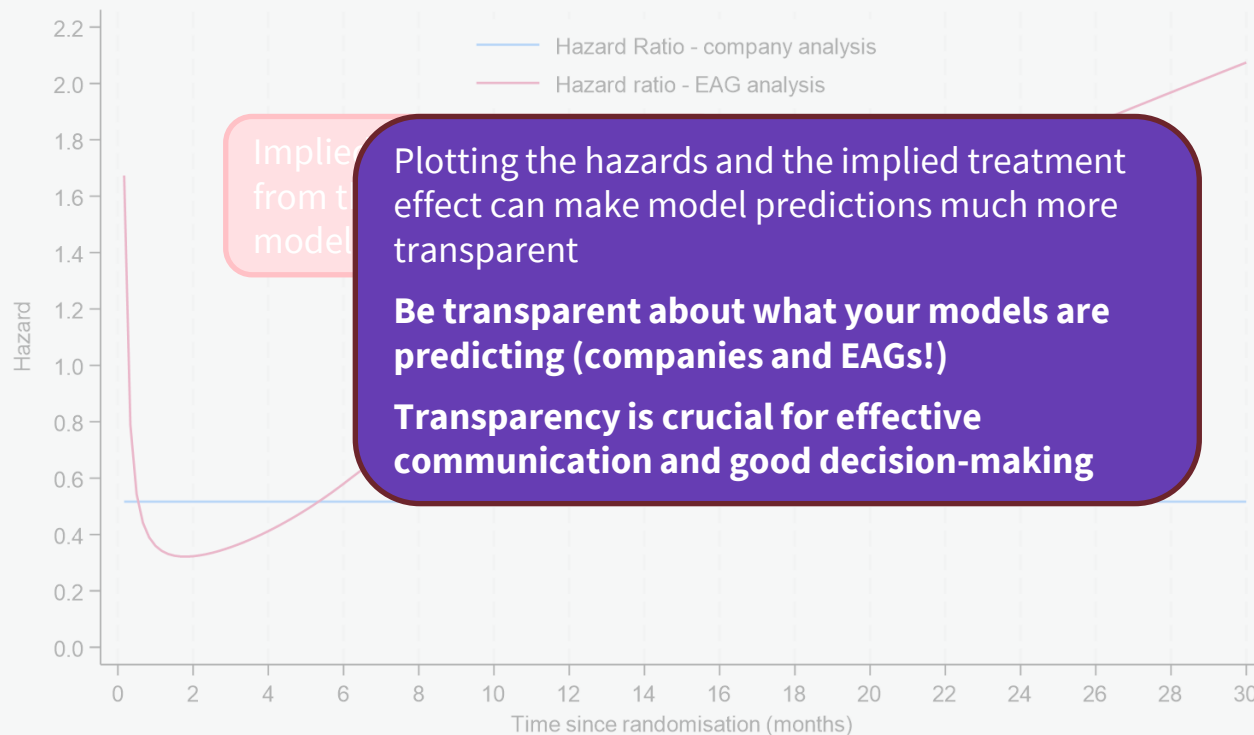 2.2
Hazard Ratio - company analysis
2.0
Hazard ratio - EAG analysis
1.8
1.6
1.4
1.2
1.0
0.8
0.6
0.4
0.2
0.0
Hazard
from
model
Plotting the hazards and the implied treatment
effect can make model predictions much more
transparent
Be transparent about what your models are
predicting (companies and EAGs!)
Transparency is crucial for effective
communication and good decision-making
0 2 4 6 8 10 12 14 16 18 20 22 24 26 28 30
Time since randomisation (months)